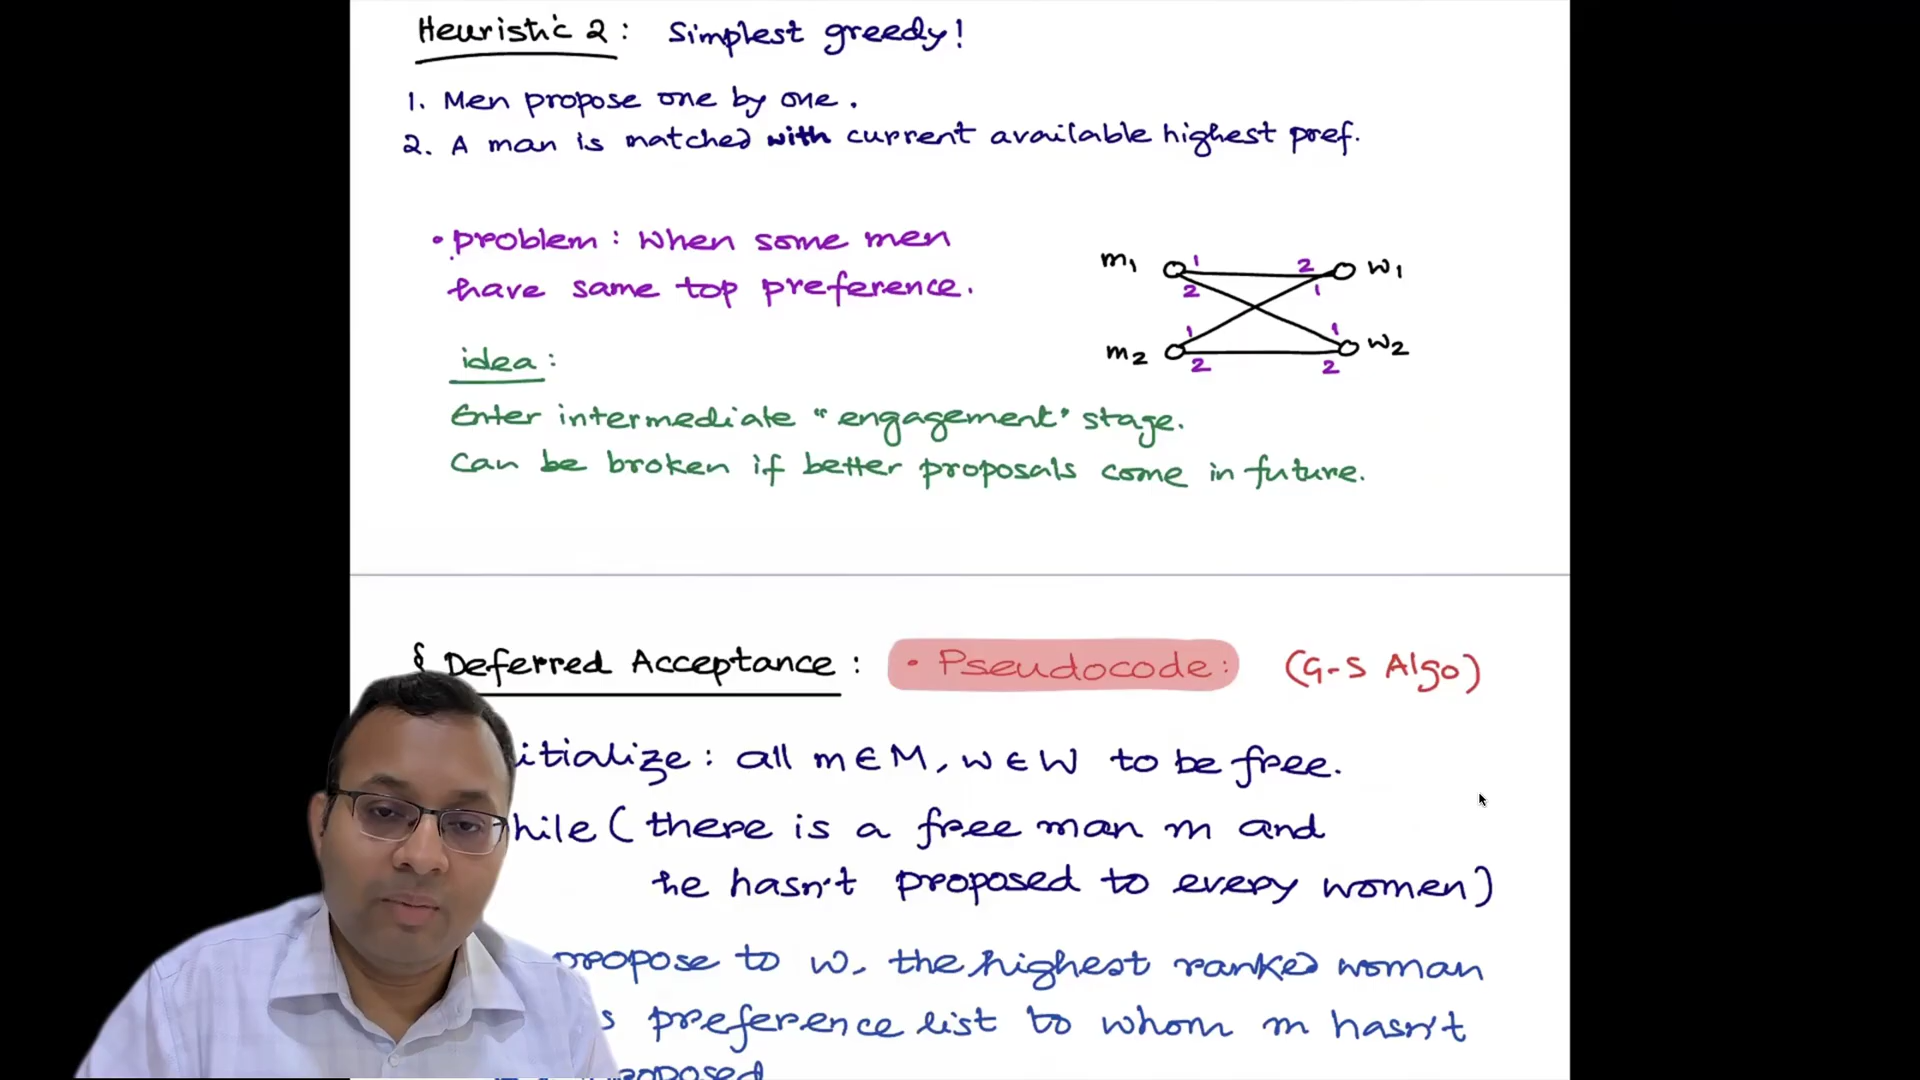 Heuristic 2 : Simplest greedy!
1. Men propose one by one.
2. A man is matched with current available highest pref.
• problem : When some men
have same top preference.
m1 1 2 w1
2 1
1 1
m2 2 2 w2
idea :
Enter intermediate "engagement" stage.
Can be broken if better proposals come in future.
§ Deferred Acceptance : • Pseudocode: (G-S Algo)
itialize : all m ∈ M, w ∈ W to be free.
hile ( there is a free man m and
he hasn't proposed to every women)
propose to w, the highest ranked woman
s preference list to whom m hasn't